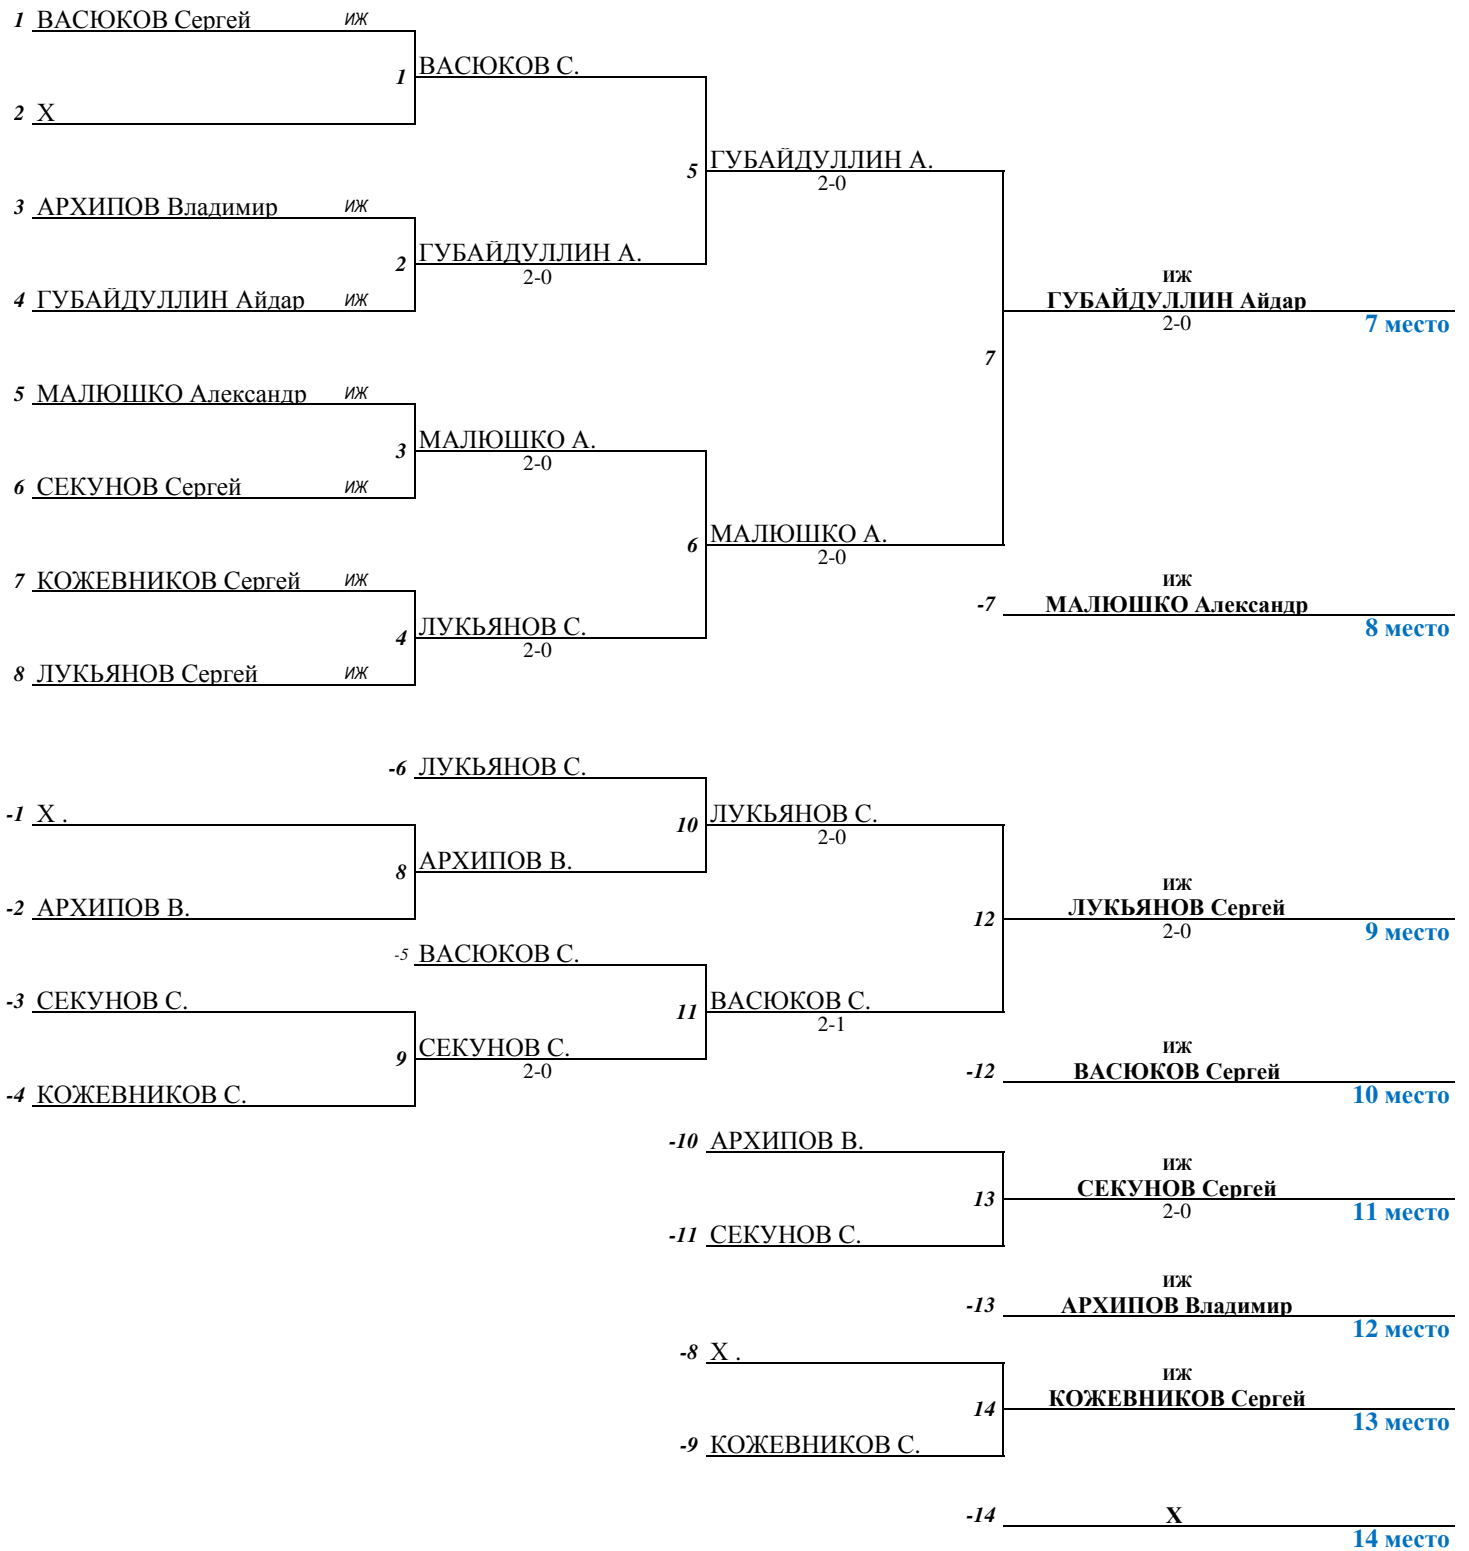 1 ВАСЮКОВ Сергей ИЖ
1 ВАСЮКОВ С.
2 Х
5 ГУБАЙДУЛЛИН А.
2-0
3 АРХИПОВ Владимир ИЖ
2 ГУБАЙДУЛЛИН А.
2-0
4 ГУБАЙДУЛЛИН Айдар ИЖ
ИЖ
ГУБАЙДУЛЛИН Айдар
2-0 7 место
7
5 МАЛЮШКО Александр ИЖ
3 МАЛЮШКО А.
2-0
6 СЕКУНОВ Сергей ИЖ
6 МАЛЮШКО А.
2-0
7 КОЖЕВНИКОВ Сергей ИЖ
ИЖ
-7 МАЛЮШКО Александр
8 место
4 ЛУКЬЯНОВ С.
2-0
8 ЛУКЬЯНОВ Сергей ИЖ
-6 ЛУКЬЯНОВ С.
-1 Х .
10 ЛУКЬЯНОВ С.
2-0
8 АРХИПОВ В.
-2 АРХИПОВ В.
ИЖ
12 ЛУКЬЯНОВ Сергей
2-0 9 место
-5 ВАСЮКОВ С.
-3 СЕКУНОВ С.
11 ВАСЮКОВ С.
2-1
9 СЕКУНОВ С.
2-0
ИЖ
-12 ВАСЮКОВ Сергей
10 место
-4 КОЖЕВНИКОВ С.
-10 АРХИПОВ В.
ИЖ
13 СЕКУНОВ Сергей
2-0 11 место
-11 СЕКУНОВ С.
ИЖ
-13 АРХИПОВ Владимир
12 место
-8 Х .
ИЖ
14 КОЖЕВНИКОВ Сергей
13 место
-9 КОЖЕВНИКОВ С.
-14 Х
14 место